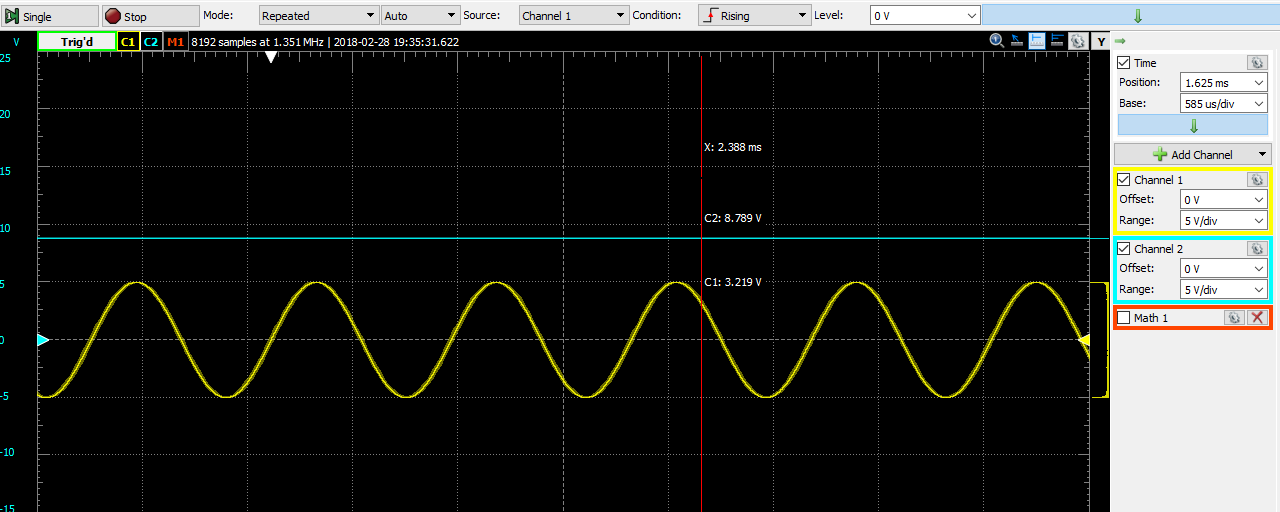 Single Stop Mode: Repeated Auto Source: Channel 1 Condition: Rising Level: 0 V
V Trig'd C1 C2 M1 8192 samples at 1.351 MHz | 2018-02-28 19:35:31.622 Y
25
20
15
10
5
0
-5
-10
-15
X: 2.388 ms
C2: 8.789 V
C1: 3.219 V
Time
Position: 1.625 ms
Base: 585 us/div
Add Channel
Channel 1
Offset: 0 V
Range: 5 V/div
Channel 2
Offset: 0 V
Range: 5 V/div
Math 1